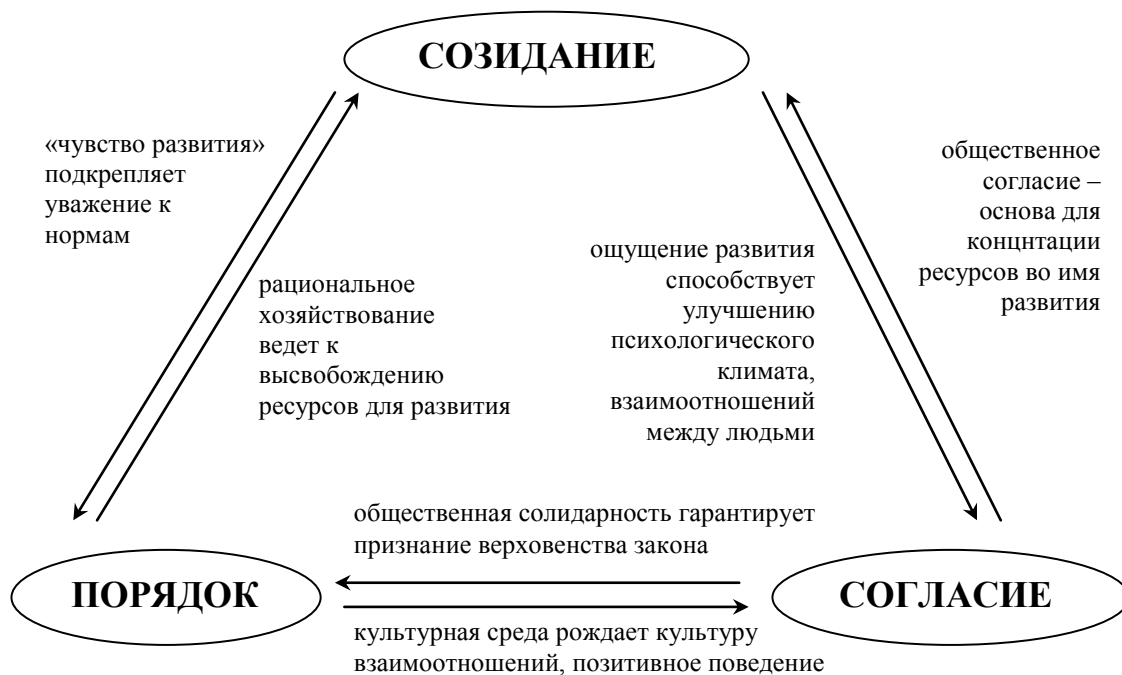 СОЗИДАНИЕ
«чувство развития»
подкрепляет
уважение к
нормам
общественное
согласие –
основа для
концнтации
ресурсов во имя
развития
рациональное
хозяйствование
ведет к
высвобождению
ресурсов для развития
ощущение развития
способствует
улучшению
психологического
климата,
взаимоотношений
между людьми
общественная солидарность гарантирует
признание верховенства закона
ПОРЯДОК
СОГЛАСИЕ
культурная среда рождает культуру
взаимоотношений, позитивное поведение